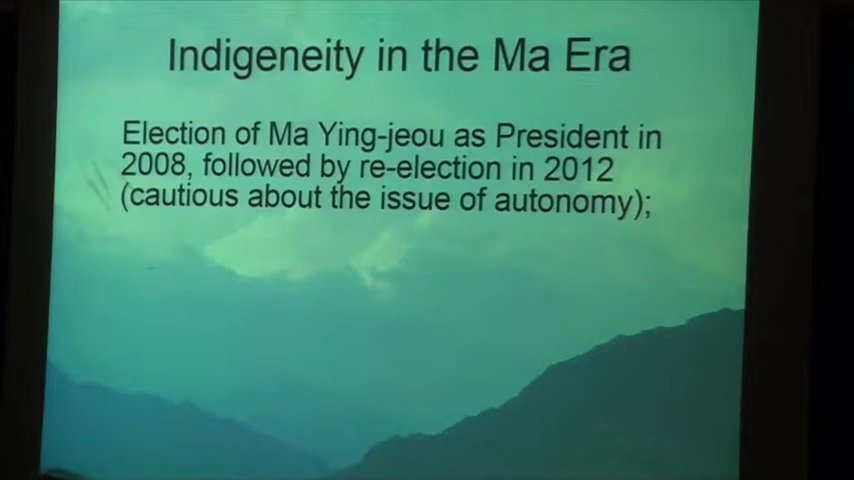 Indigeneity in the Ma Era
Election of Ma Ying-jeou as President in
2008, followed by re-election in 2012
(cautious about the issue of autonomy);